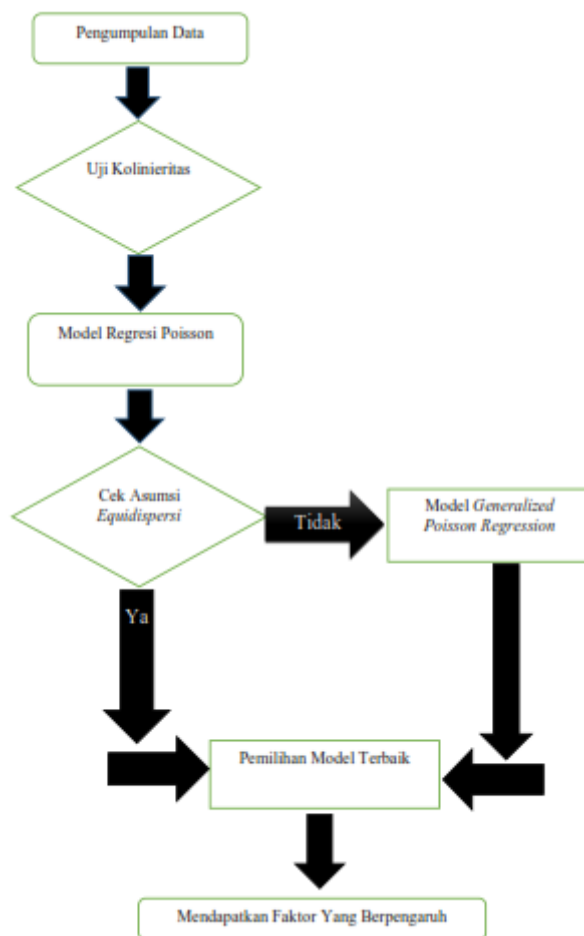 Pengumpulan Data
Uji Kolinieritas
Model Regresi Poisson
Cek Asumsi
Equidispersi
Tidak
Model Generalized
Poisson Regression
Ya
Pemilihan Model Terbaik
Mendapatkan Faktor Yang Berpengaruh